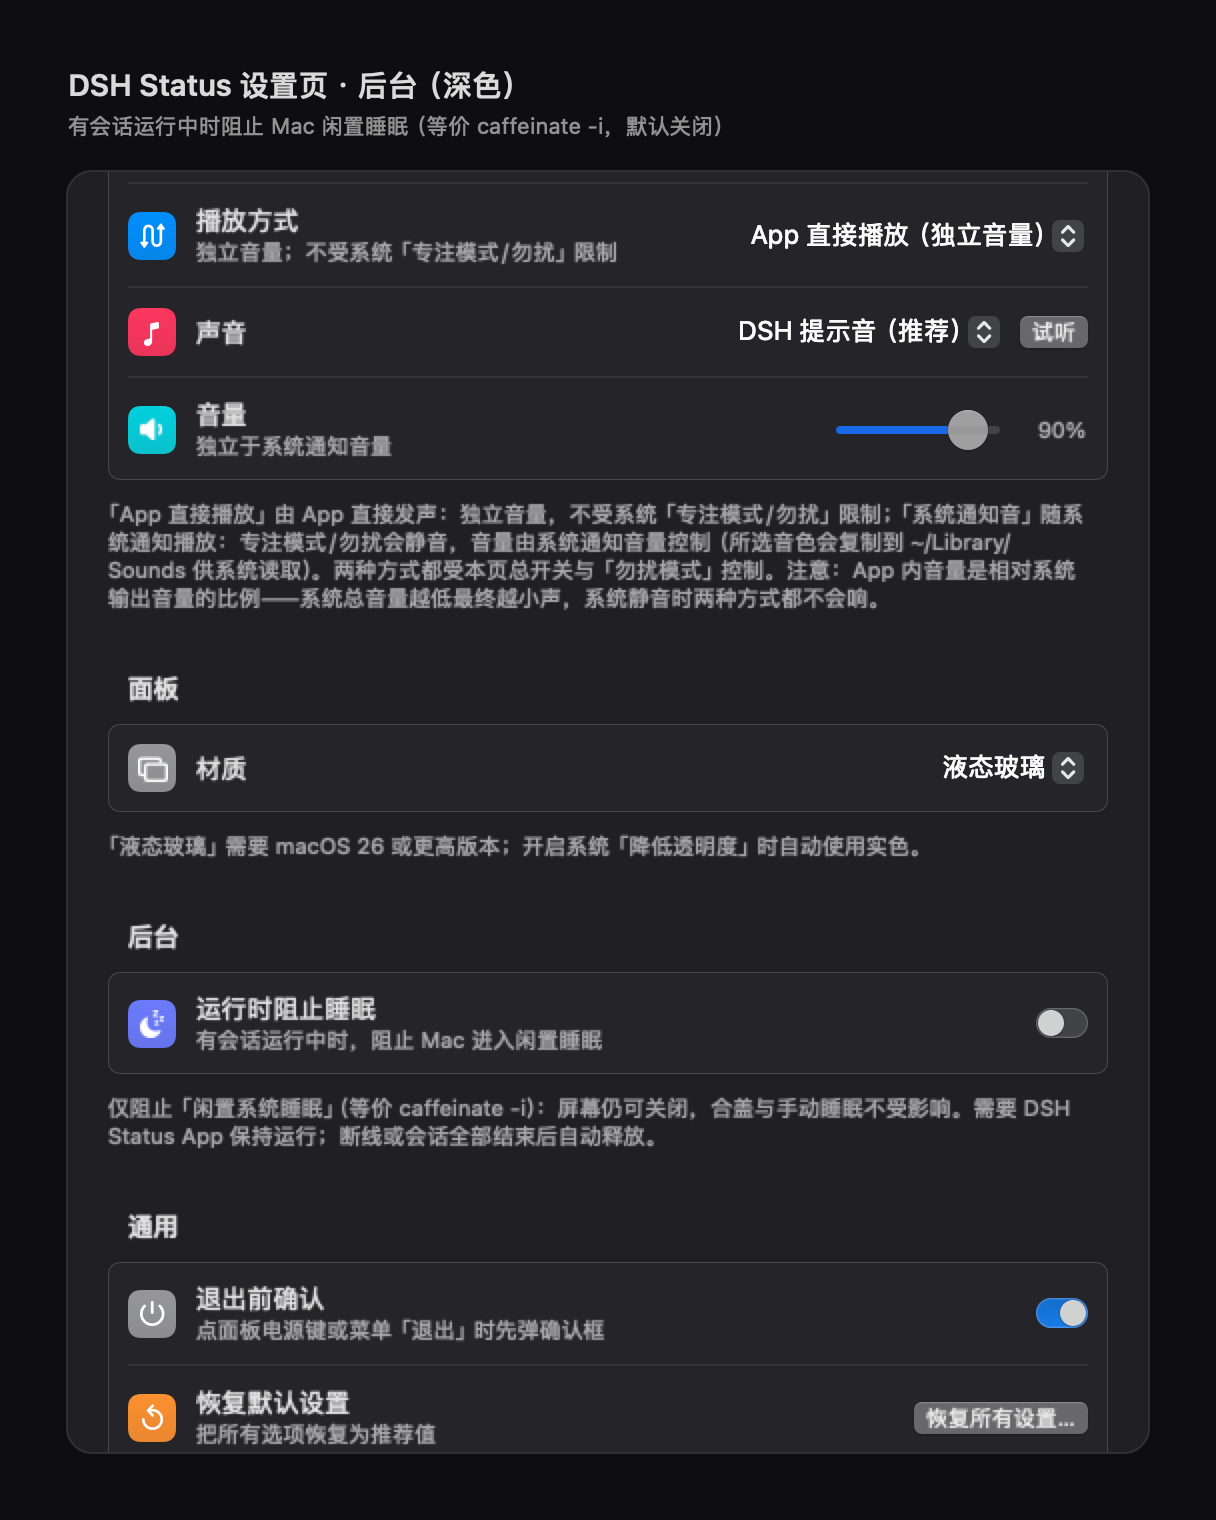 DSH Status 设置页 · 后台（深色）
有会话运行中时阻止 Mac 闲置睡眠（等价 caffeinate -i，默认关闭）
播放方式
独立音量；不受系统「专注模式/勿扰」限制
App 直接播放（独立音量）
声音
DSH 提示音（推荐）
试听
音量
独立于系统通知音量
90%
「App 直接播放」由 App 直接发声：独立音量，不受系统「专注模式/勿扰」限制；「系统通知音」随系
统通知播放：专注模式/勿扰会静音，音量由系统通知音量控制（所选音色会复制到 ~/Library/
Sounds 供系统读取）。两种方式都受本页总开关与「勿扰模式」控制。注意：App 内音量是相对系统
输出音量的比例——系统总音量越低最终越小声，系统静音时两种方式都不会响。
面板
材质
液态玻璃
「液态玻璃」需要 macOS 26 或更高版本；开启系统「降低透明度」时自动使用实色。
后台
运行时阻止睡眠
有会话运行中时，阻止 Mac 进入闲置睡眠
仅阻止「闲置系统睡眠」（等价 caffeinate -i）：屏幕仍可关闭，合盖与手动睡眠不受影响。需要 DSH
Status App 保持运行；断线或会话全部结束后自动释放。
通用
退出前确认
点面板电源键或菜单「退出」时先弹确认框
恢复默认设置
把所有选项恢复为推荐值
恢复所有设置...